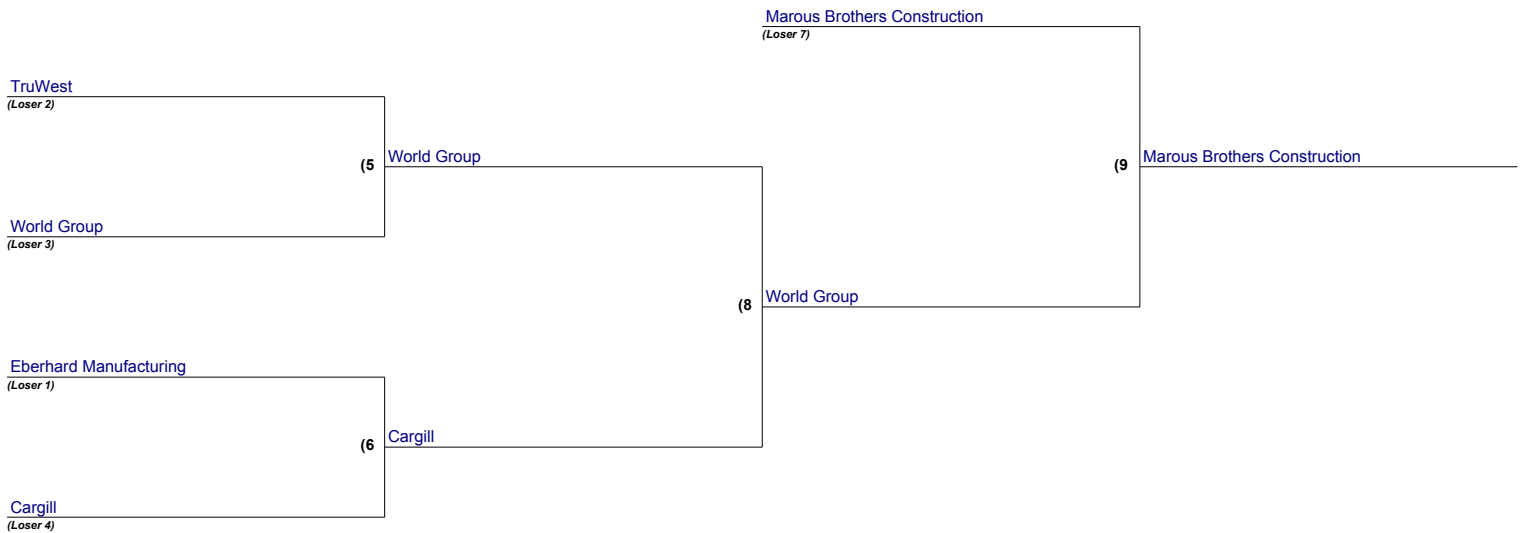 Marous Brothers Construction
(Loser 7)
TruWest
(Loser 2)
(5
World Group
(9
Marous Brothers Construction
World Group
(Loser 3)
(8
World Group
Eberhard Manufacturing
(Loser 1)
(6
Cargill
Cargill
(Loser 4)